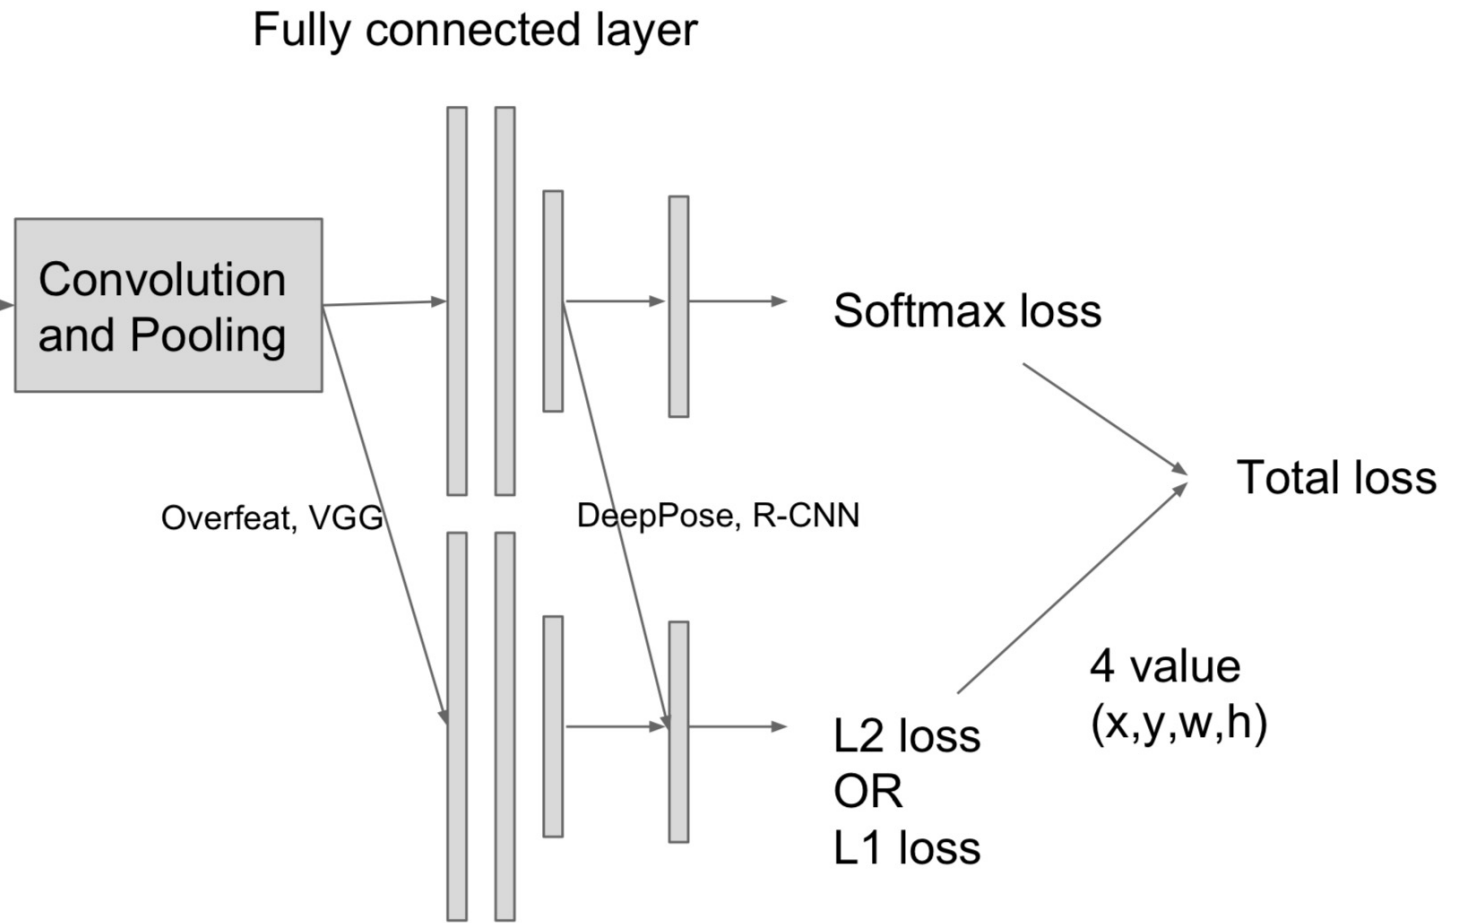 Fully connected layer
Convolution
and Pooling
Softmax loss
Total loss
Overfeat, VGG
DeepPose, R-CNN
4 value
(x,y,w,h)
L2 loss
OR
L1 loss